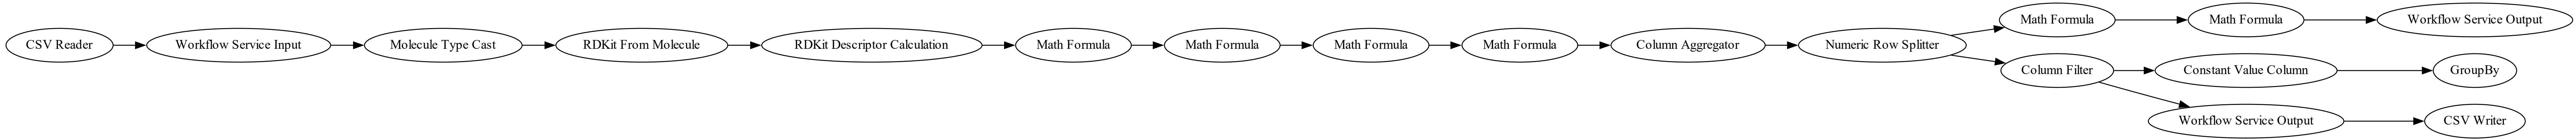 CSV Reader
Workflow Service Input
Molecule Type Cast
RDKit From Molecule
RDKit Descriptor Calculation
Math Formula
Math Formula
Math Formula
Math Formula
Column Aggregator
Numeric Row Splitter
Math Formula
Math Formula
Workflow Service Output
Column Filter
Constant Value Column
GroupBy
Workflow Service Output
CSV Writer